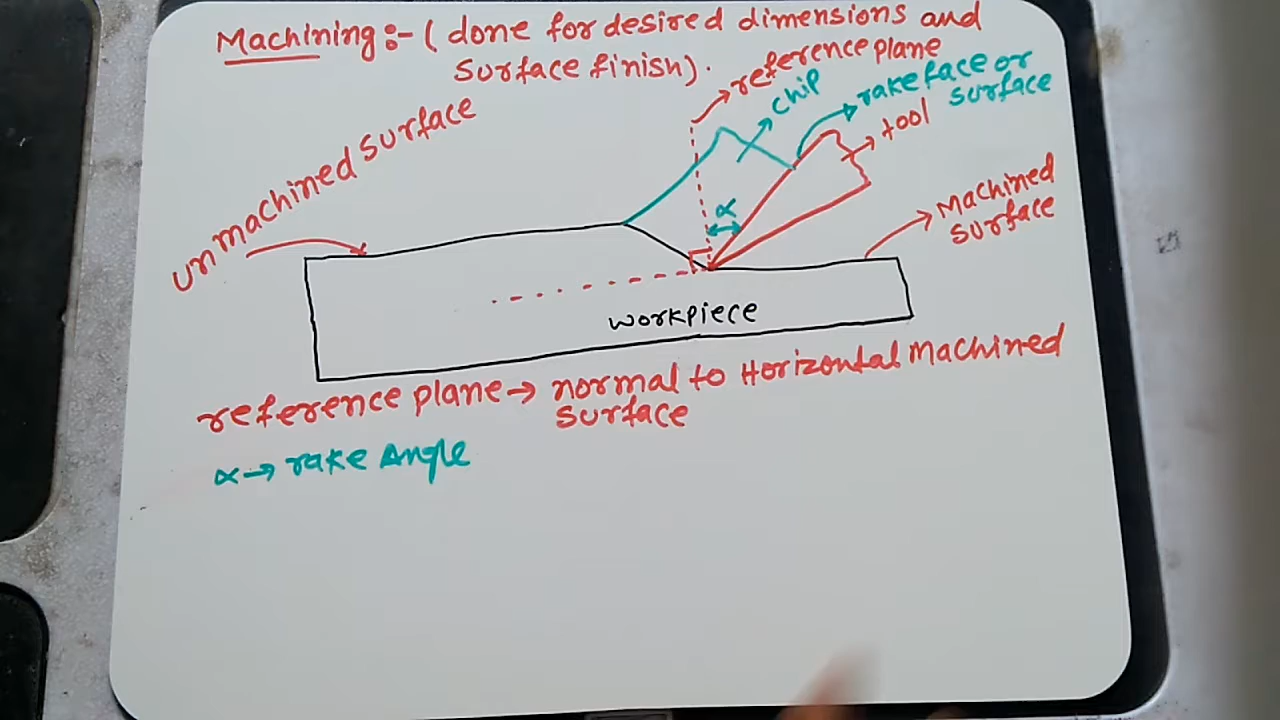 Machining:- ( done for desired dimensions and
surface finish).
reference plane
chip
rake face or
surface
tool
unmachined surface
Machined
surface
α
workpiece
reference plane → normal to Horizontal Machined
surface
α → rake Angle